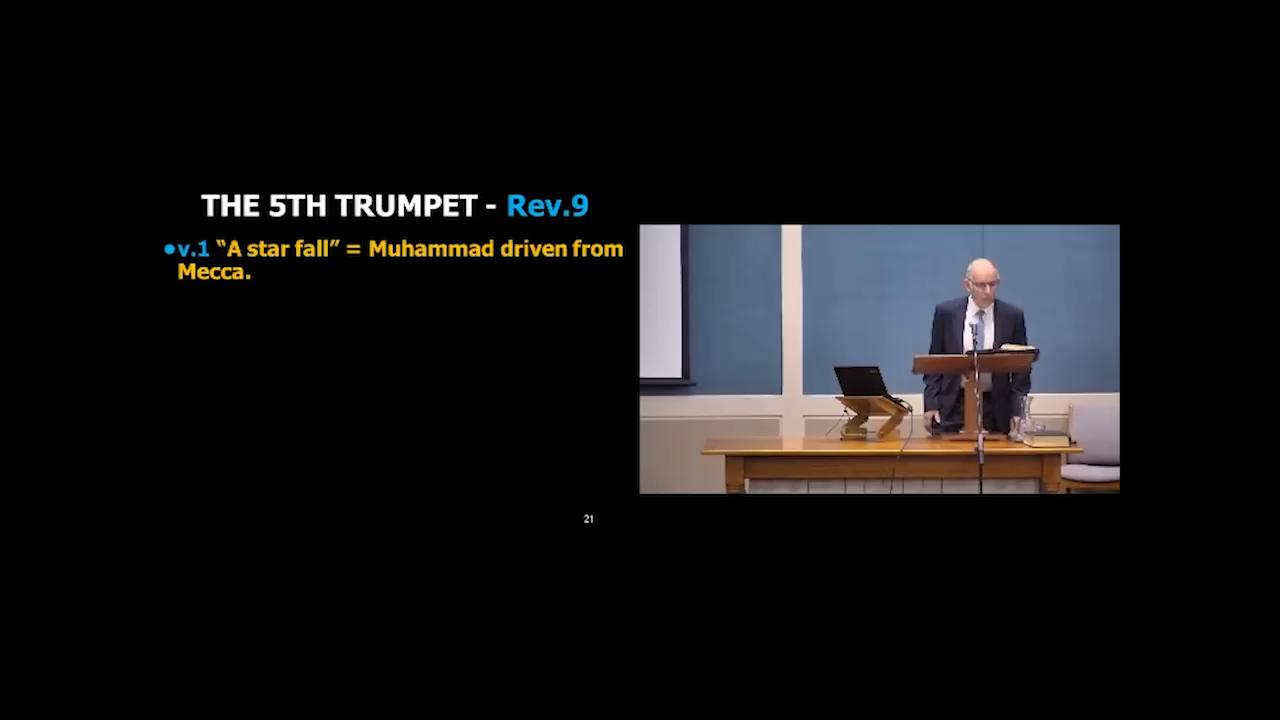 THE 5TH TRUMPET - Rev.9
•v.1 “A star fall” = Muhammad driven from
Mecca.
21